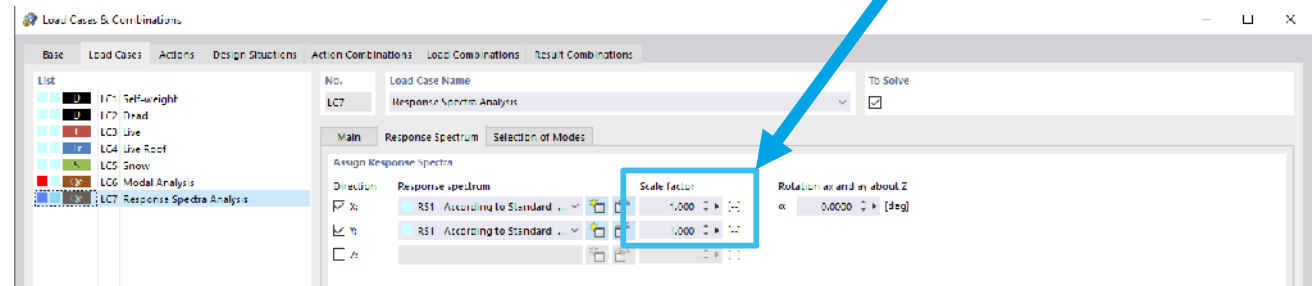 Load Cases & Combinations
Base Load Cases Actions Design Situations Action Combinations Load Combinations Result Combinations
List
D LC1 Self-weight
D LC2 Dead
L LC3 Live
Lr LC4 Live Roof
S LC5 Snow
LC6 Modal Analysis
LC7 Response Spectra Analysis
No.
LC7
Load Case Name
Response Spectra Analysis
To Solve
Main Response Spectrum Selection of Modes
Assign Response Spectra
Direction Response spectrum Scale factor Rotation ax and ay about Z
X: RS1 According to Standard ... 1.000 [--] α 0.0000 [deg]
Y: RS1 According to Standard ... 1.000 [--]
Z: